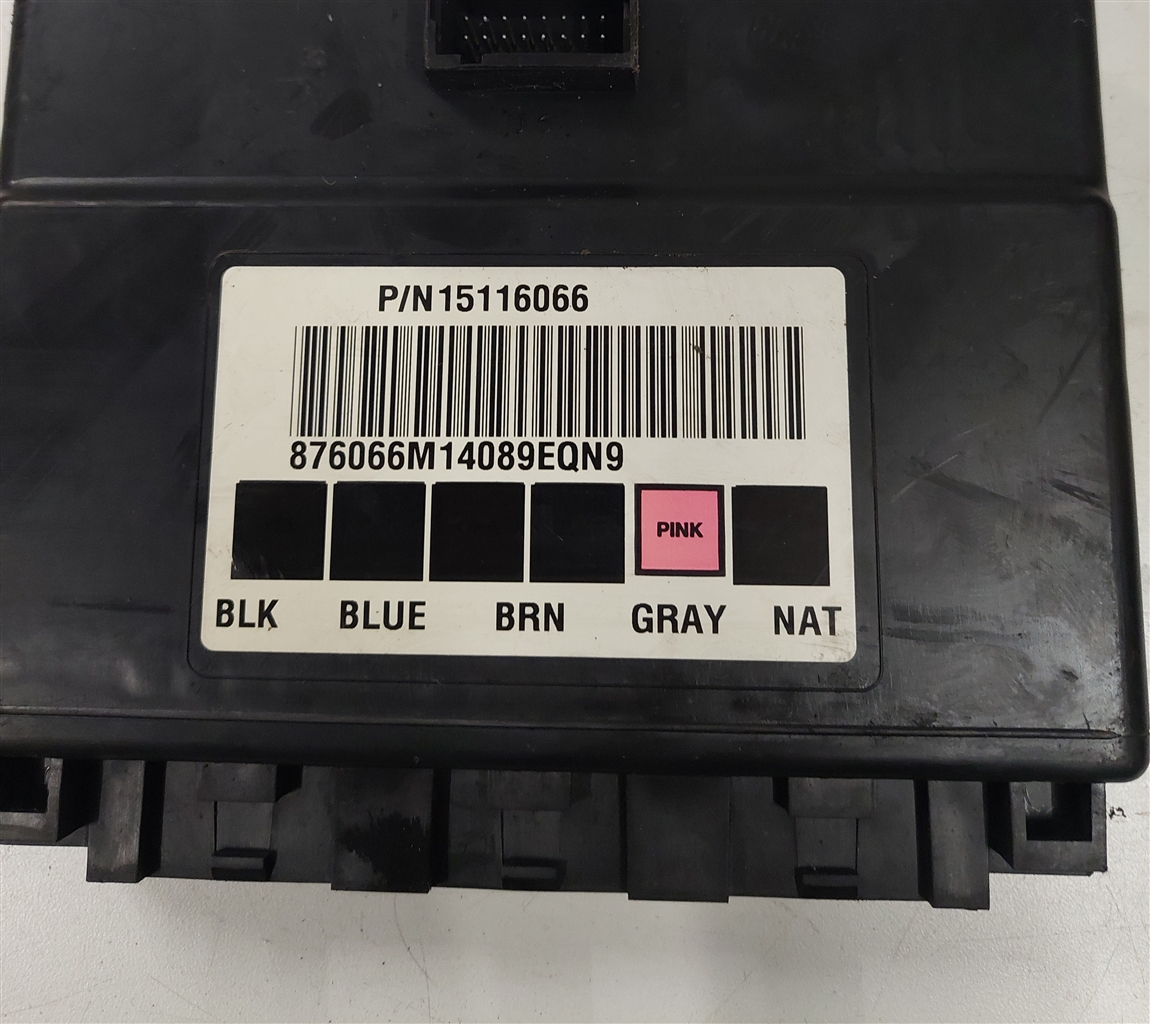 P/N15116066
876066M14089EQN9
PINK
BLK BLUE BRN GRAY NAT